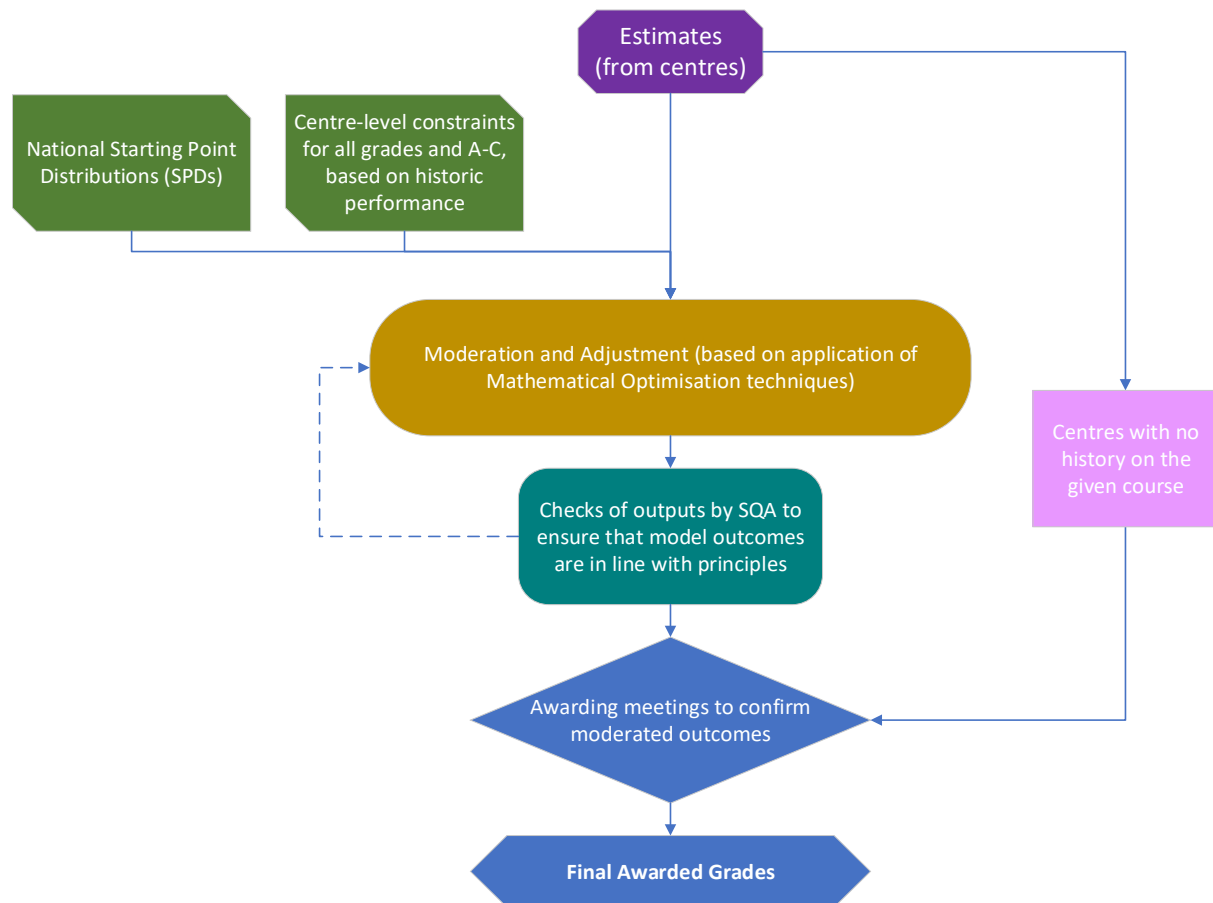 Estimates
(from centres)
National Starting Point
Distributions (SPDs)
Centre-level constraints
for all grades and A-C,
based on historic
performance
Moderation and Adjustment (based on application of
Mathematical Optimisation techniques)
Centres with no
history on the
given course
Checks of outputs by SQA to
ensure that model outcomes
are in line with principles
Awarding meetings to confirm
moderated outcomes
Final Awarded Grades